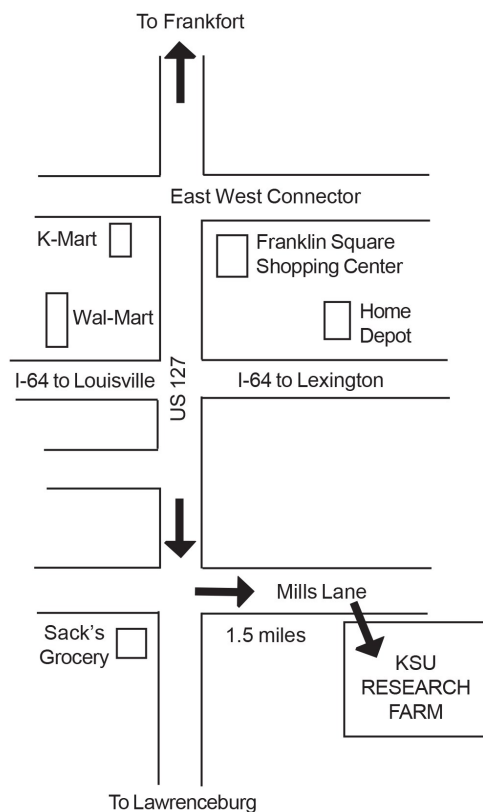 To Frankfort
East West Connector
K-Mart
Franklin Square
Shopping Center
Wal-Mart
Home
Depot
I-64 to Louisville
US 127
I-64 to Lexington
Mills Lane
Sack's
Grocery
1.5 miles
KSU
RESEARCH
FARM
To Lawrenceburg